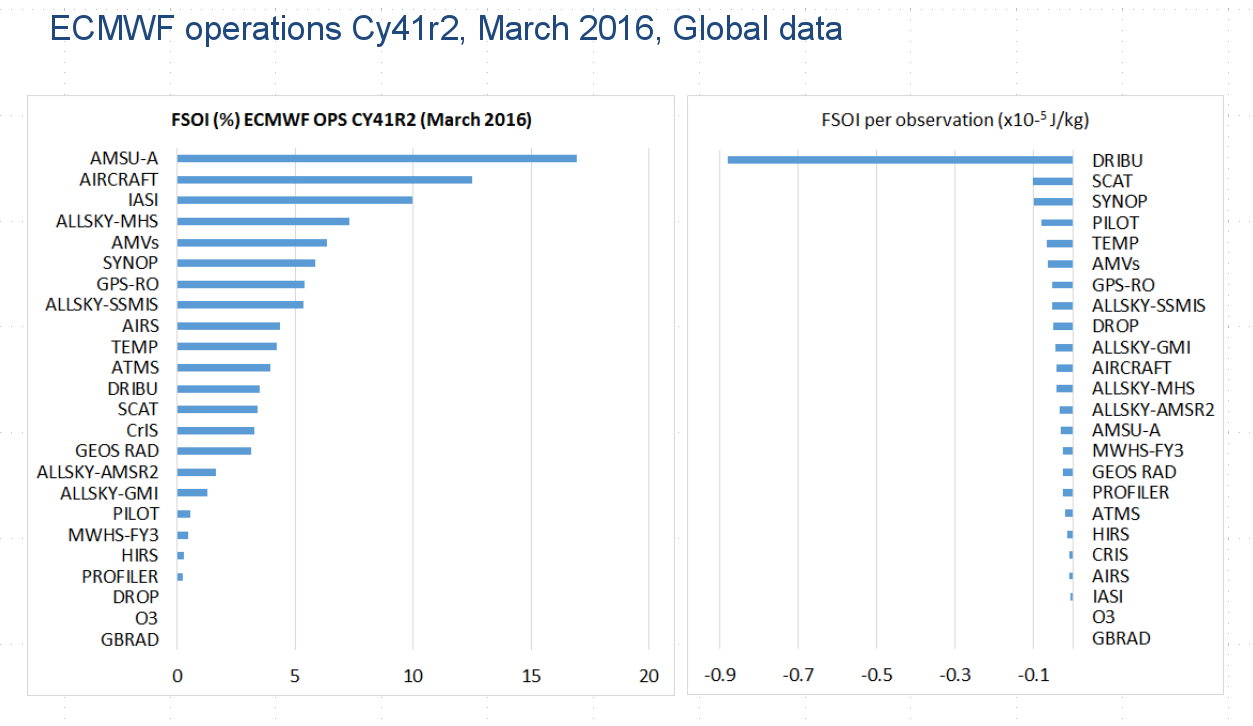 ECMWF operations Cy41r2, March 2016, Global data
FSOI (%) ECMWF OPS CY41R2 (March 2016)
AMSU-A
AIRCRAFT
IASI
ALLSKY-MHS
AMVs
SYNOP
GPS-RO
ALLSKY-SSMIS
AIRS
TEMP
ATMS
DRIBU
SCAT
CrIS
GEOS RAD
ALLSKY-AMSR2
ALLSKY-GMI
PILOT
MWHS-FY3
HIRS
PROFILER
DROP
O3
GBRAD
0 5 10 15 20
FSOI per observation (x10-⁵ J/kg)
DRIBU
SCAT
SYNOP
PILOT
TEMP
AMVs
GPS-RO
ALLSKY-SSMIS
DROP
ALLSKY-GMI
AIRCRAFT
ALLSKY-MHS
ALLSKY-AMSR2
AMSU-A
MWHS-FY3
GEOS RAD
PROFILER
ATMS
HIRS
CRIS
AIRS
IASI
O3
GBRAD
-0.9 -0.7 -0.5 -0.3 -0.1